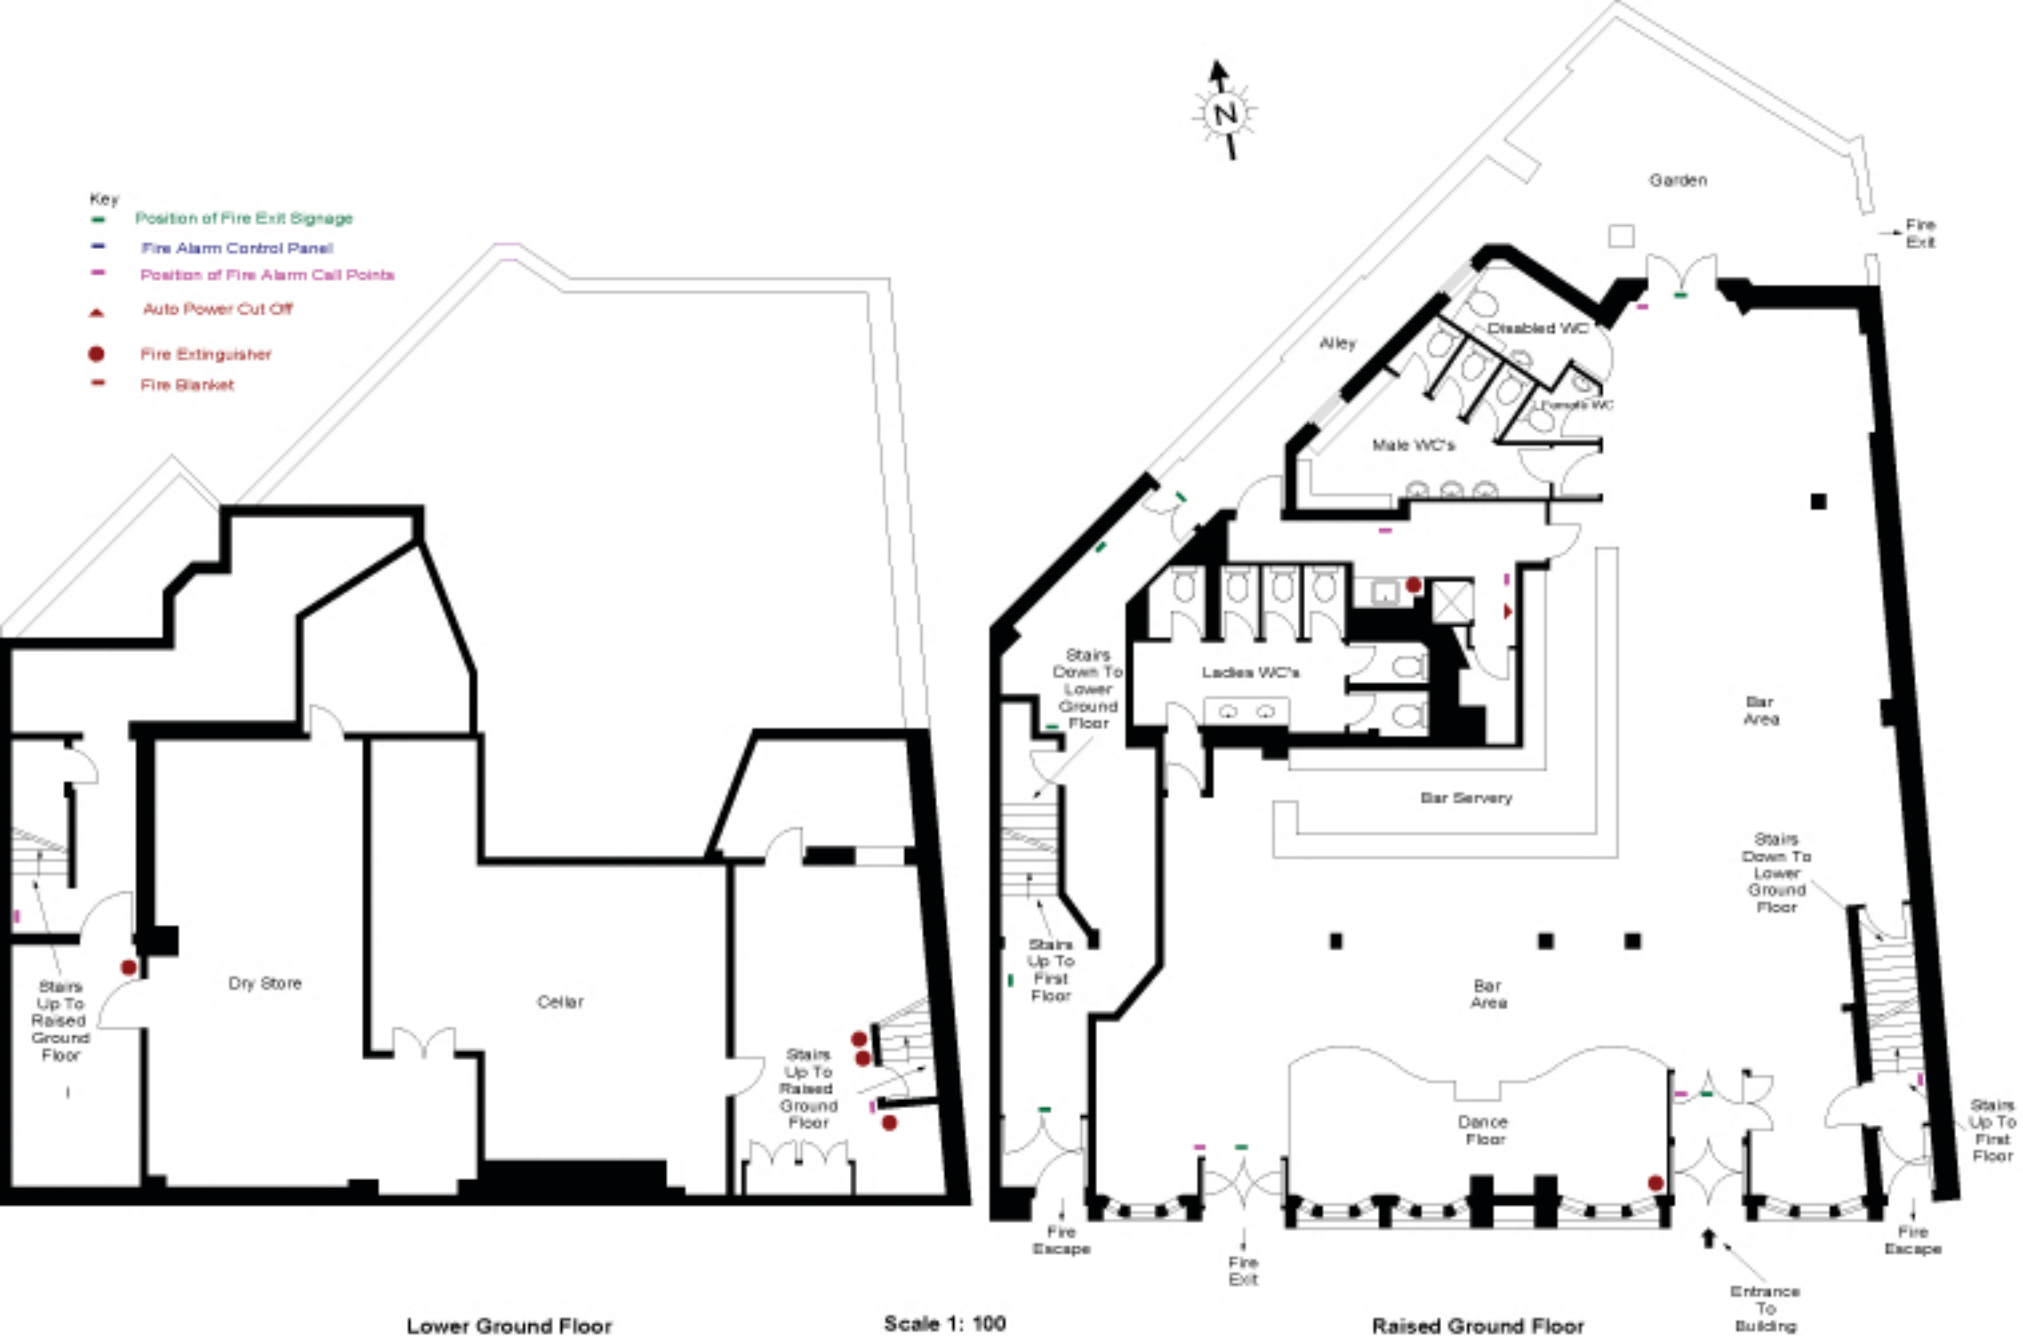 N
Key
Position of Fire Exit Signage
Fire Alarm Control Panel
Position of Fire Alarm Call Points
Auto Power Cut Off
Fire Extinguisher
Fire Blanket
Stairs
Up To
Raised
Ground
Floor
Dry Store
Cellar
Stairs
Up To
Raised
Ground
Floor
Lower Ground Floor
Scale 1: 100
Garden
Fire
Exit
Alley
Disabled WC
Female WC
Male WC's
Stairs
Down To
Lower
Ground
Floor
Ladies WC's
Bar
Area
Bar Servery
Stairs
Down To
Lower
Ground
Floor
Stairs
Up To
First
Floor
Bar
Area
Dance
Floor
Stairs
Up To
First
Floor
Fire
Escape
Fire
Exit
Fire
Escape
Entrance
To
Building
Raised Ground Floor